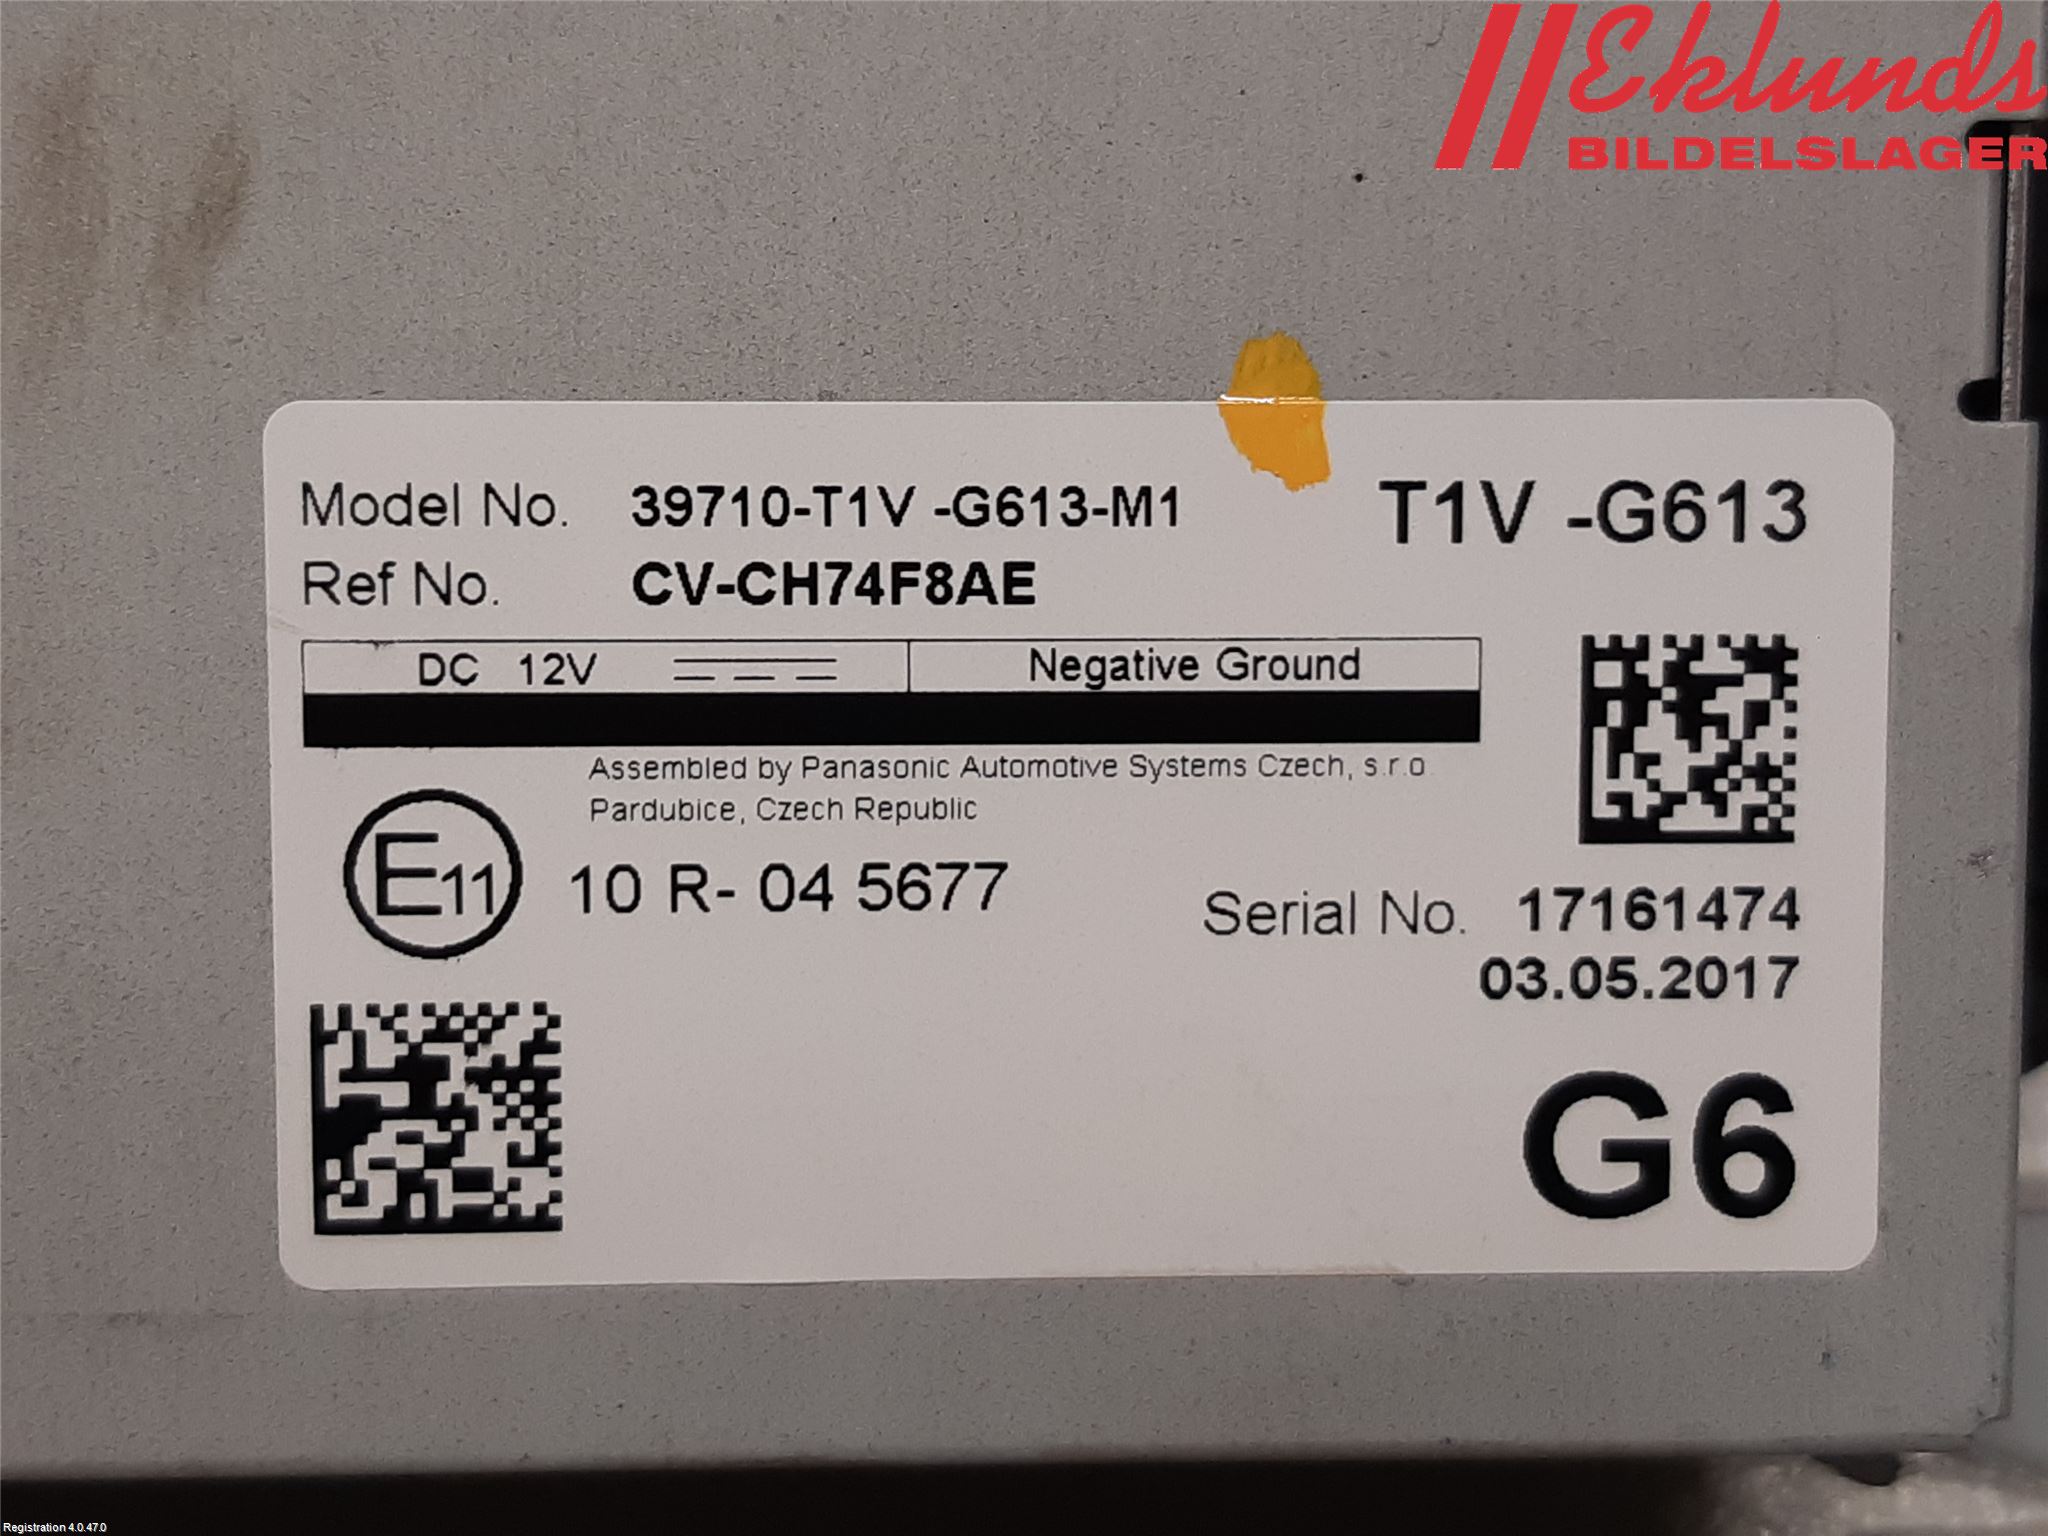 Eklunds
BILDELSLAGER
Model No. 39710-T1V -G613-M1 T1V -G613
Ref No. CV-CH74F8AE
DC 12V Negative Ground
Assembled by Panasonic Automotive Systems Czech, s.r.o
Pardubice, Czech Republic
E11 10 R- 04 5677
Serial No. 17161474
03.05.2017
G6
Registration 4.0.47.0